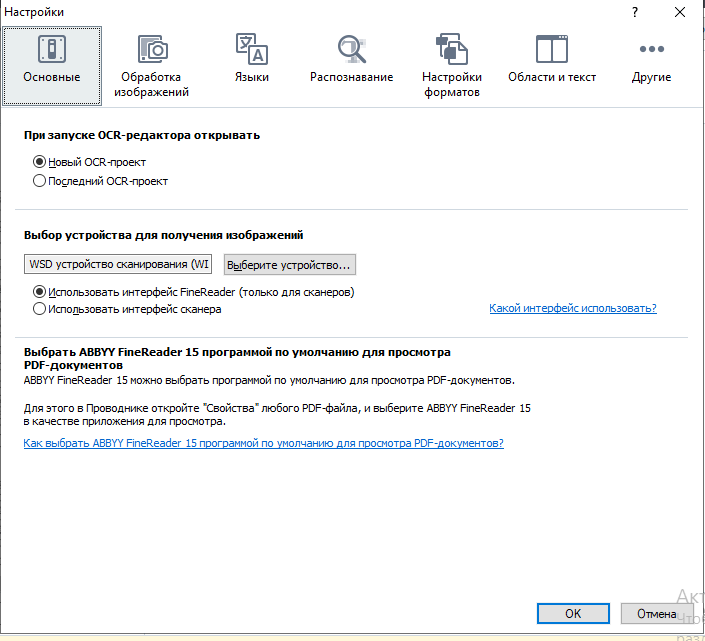 Настройки
?
Основные
Обработка
изображений
Языки
Распознавание
Настройки
форматов
Области и текст
Другие
При запуске OCR-редактора открывать
Новый OCR-проект
Последний OCR-проект
Выбор устройства для получения изображений
WSD устройство сканирования (WI
Выберите устройство...
Использовать интерфейс FineReader (только для сканеров)
Использовать интерфейс сканера
Какой интерфейс использовать?
Выбрать ABBYY FineReader 15 программой по умолчанию для просмотра
PDF-документов
ABBYY FineReader 15 можно выбрать программой по умолчанию для просмотра PDF-документов.
Для этого в Проводнике откройте "Свойства" любого PDF-файла, и выберите ABBYY FineReader 15
в качестве приложения для просмотра.
Как выбрать ABBYY FineReader 15 программой по умолчанию для просмотра PDF-документов?
OK
Отмена
Акт